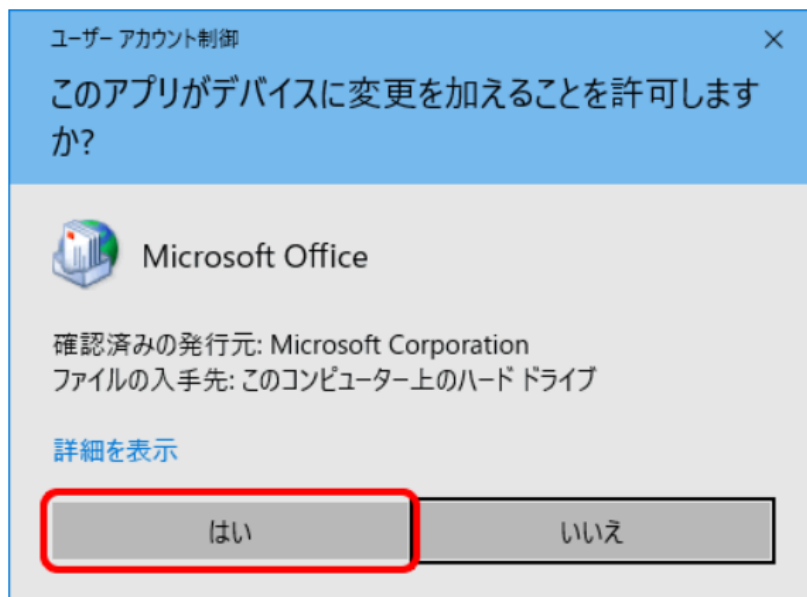 ユーザー アカウント制御
このアプリがデバイスに変更を加えることを許可します
か?
Microsoft Office
確認済みの発行元: Microsoft Corporation
ファイルの入手先: このコンピューター上のハード ドライブ
詳細を表示
はい
いいえ